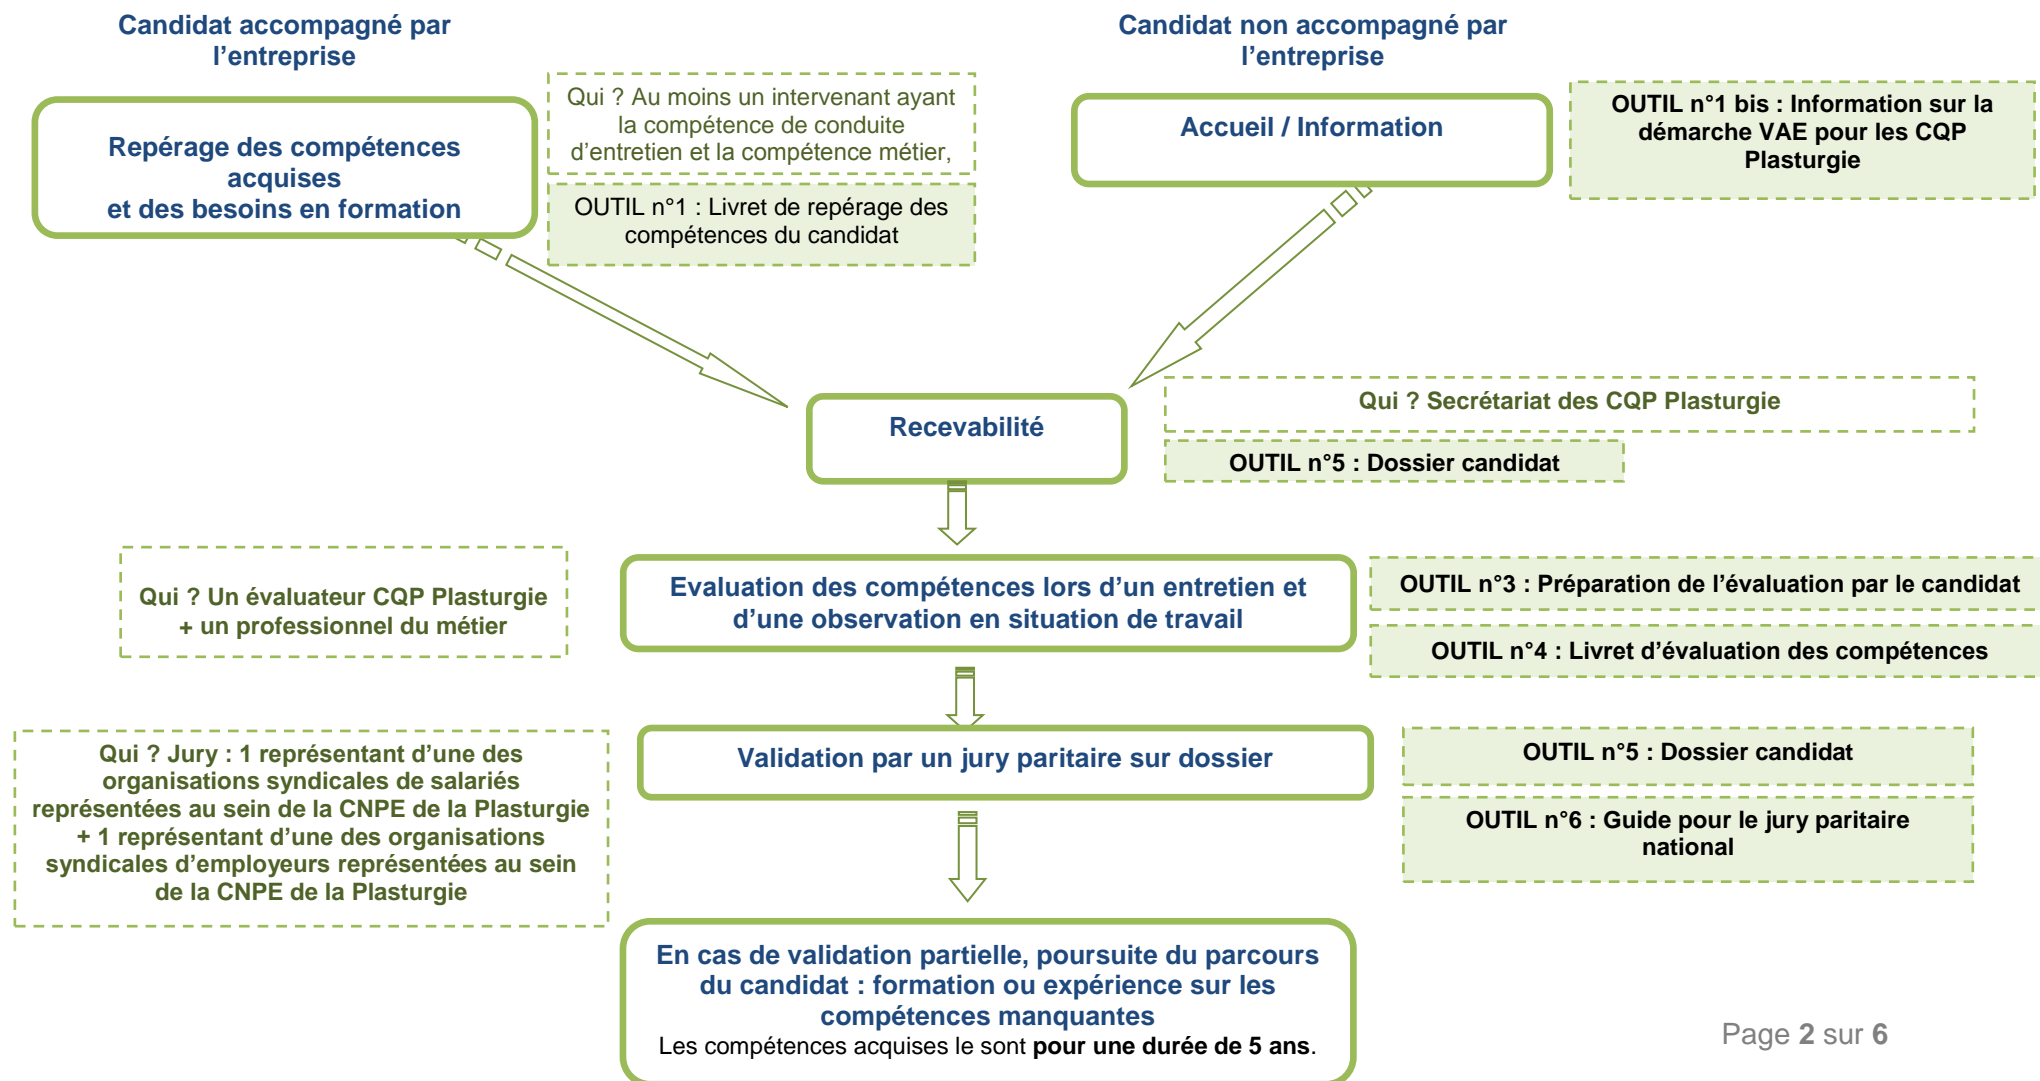 Candidat accompagné par
l’entreprise
Candidat non accompagné par
l’entreprise
Repérage des compétences
acquises
et des besoins en formation
Qui ? Au moins un intervenant ayant
la compétence de conduite
d’entretien et la compétence métier,
OUTIL n°1 : Livret de repérage des
compétences du candidat
Accueil / Information
OUTIL n°1 bis : Information sur la
démarche VAE pour les CQP
Plasturgie
Recevabilité
Qui ? Secrétariat des CQP Plasturgie
OUTIL n°5 : Dossier candidat
Qui ? Un évaluateur CQP Plasturgie
+ un professionnel du métier
Evaluation des compétences lors d’un entretien et
d’une observation en situation de travail
OUTIL n°3 : Préparation de l’évaluation par le candidat
OUTIL n°4 : Livret d’évaluation des compétences
Qui ? Jury : 1 représentant d’une des
organisations syndicales de salariés
représentées au sein de la CNPE de la Plasturgie
+ 1 représentant d’une des organisations
syndicales d’employeurs représentées au sein
de la CNPE de la Plasturgie
Validation par un jury paritaire sur dossier
OUTIL n°5 : Dossier candidat
OUTIL n°6 : Guide pour le jury paritaire
national
En cas de validation partielle, poursuite du parcours
du candidat : formation ou expérience sur les
compétences manquantes
Les compétences acquises le sont pour une durée de 5 ans.
Page 2 sur 6